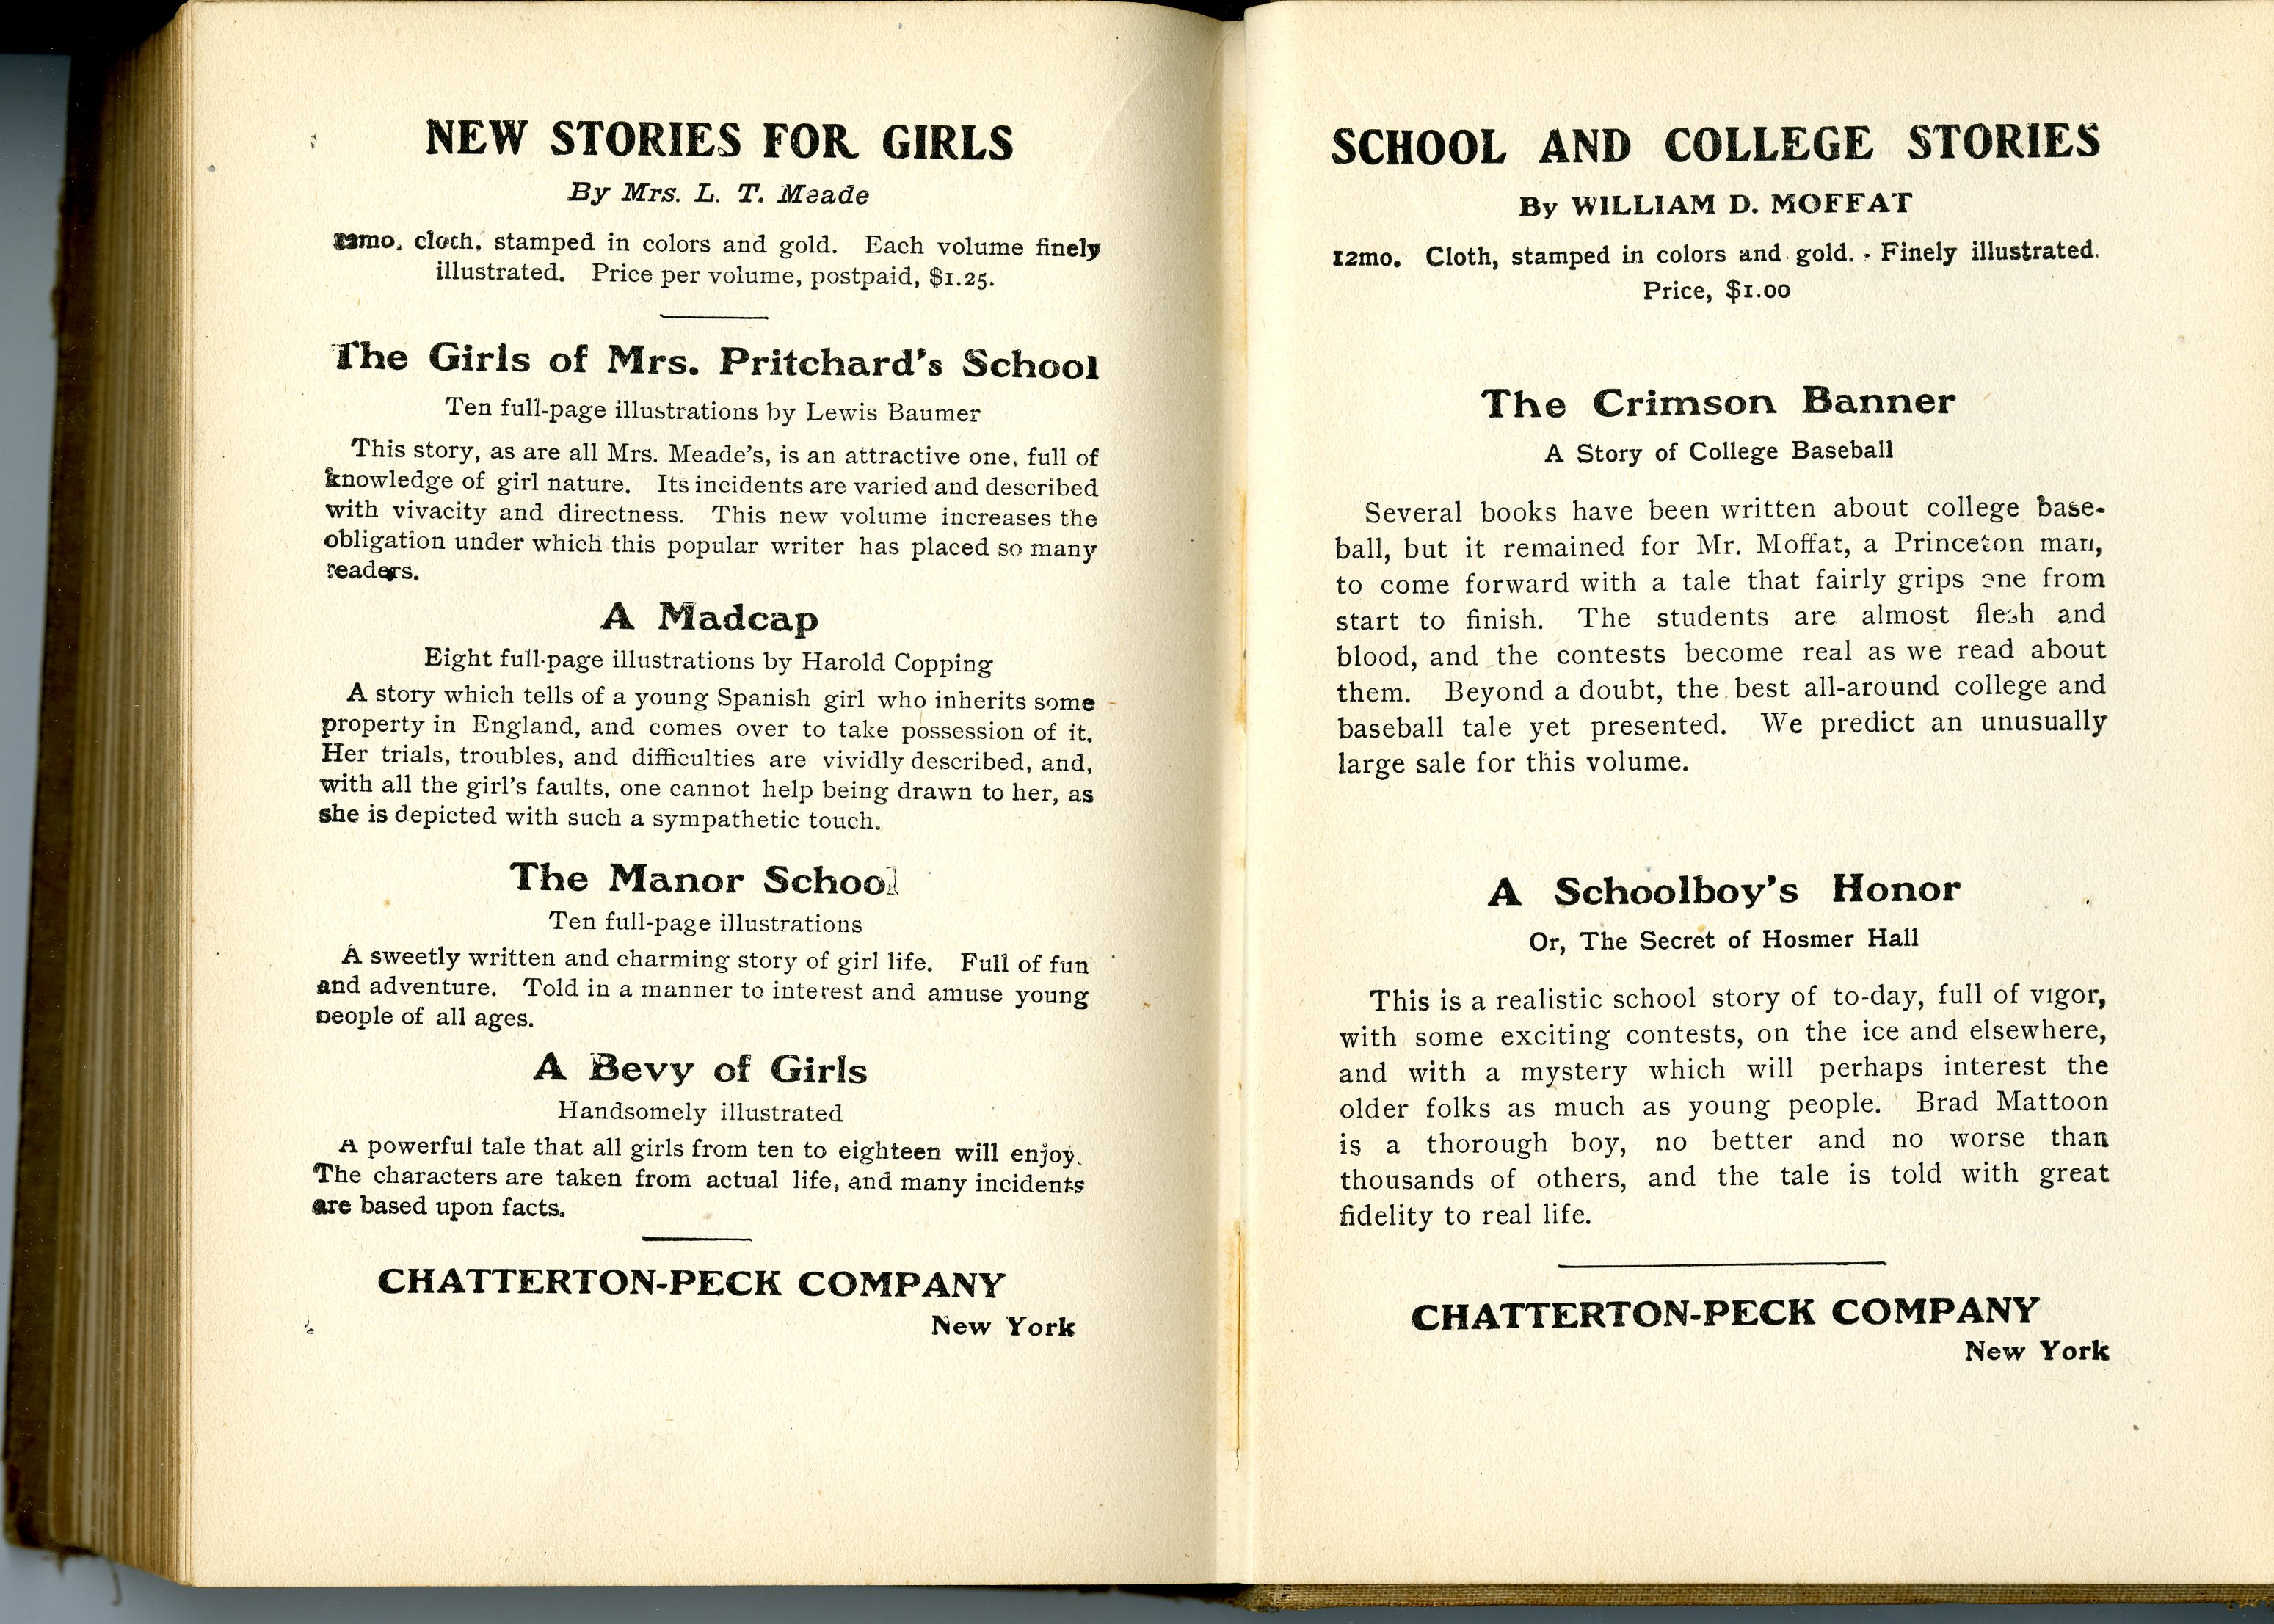 NEW STORIES FOR GIRLS
By Mrs. L. T. Meade
12mo, cloth, stamped in colors and gold. Each volume finely
illustrated. Price per volume, postpaid, $1.25.
The Girls of Mrs. Pritchard's School
Ten full-page illustrations by Lewis Baumer
This story, as are all Mrs. Meade's, is an attractive one, full of
knowledge of girl nature. Its incidents are varied and described
with vivacity and directness. This new volume increases the
obligation under which this popular writer has placed so many
readers.
A Madcap
Eight full-page illustrations by Harold Copping
A story which tells of a young Spanish girl who inherits some
property in England, and comes over to take possession of it.
Her trials, troubles, and difficulties are vividly described, and,
with all the girl's faults, one cannot help being drawn to her, as
she is depicted with such a sympathetic touch.
The Manor School
Ten full-page illustrations
A sweetly written and charming story of girl life. Full of fun
and adventure. Told in a manner to interest and amuse young
people of all ages.
A Bevy of Girls
Handsomely illustrated
A powerful tale that all girls from ten to eighteen will enjoy.
The characters are taken from actual life, and many incidents
are based upon facts.
CHATTERTON-PECK COMPANY
New York
SCHOOL AND COLLEGE STORIES
By WILLIAM D. MOFFAT
12mo. Cloth, stamped in colors and gold. Finely illustrated.
Price, $1.00
The Crimson Banner
A Story of College Baseball
Several books have been written about college base-
ball, but it remained for Mr. Moffat, a Princeton man,
to come forward with a tale that fairly grips one from
start to finish. The students are almost flesh and
blood, and the contests become real as we read about
them. Beyond a doubt, the best all-around college and
baseball tale yet presented. We predict an unusually
large sale for this volume.
A Schoolboy's Honor
Or, The Secret of Hosmer Hall
This is a realistic school story of to-day, full of vigor,
with some exciting contests, on the ice and elsewhere,
and with a mystery which will perhaps interest the
older folks as much as young people. Brad Mattoon
is a thorough boy, no better and no worse than
thousands of others, and the tale is told with great
fidelity to real life.
CHATTERTON-PECK COMPANY
New York